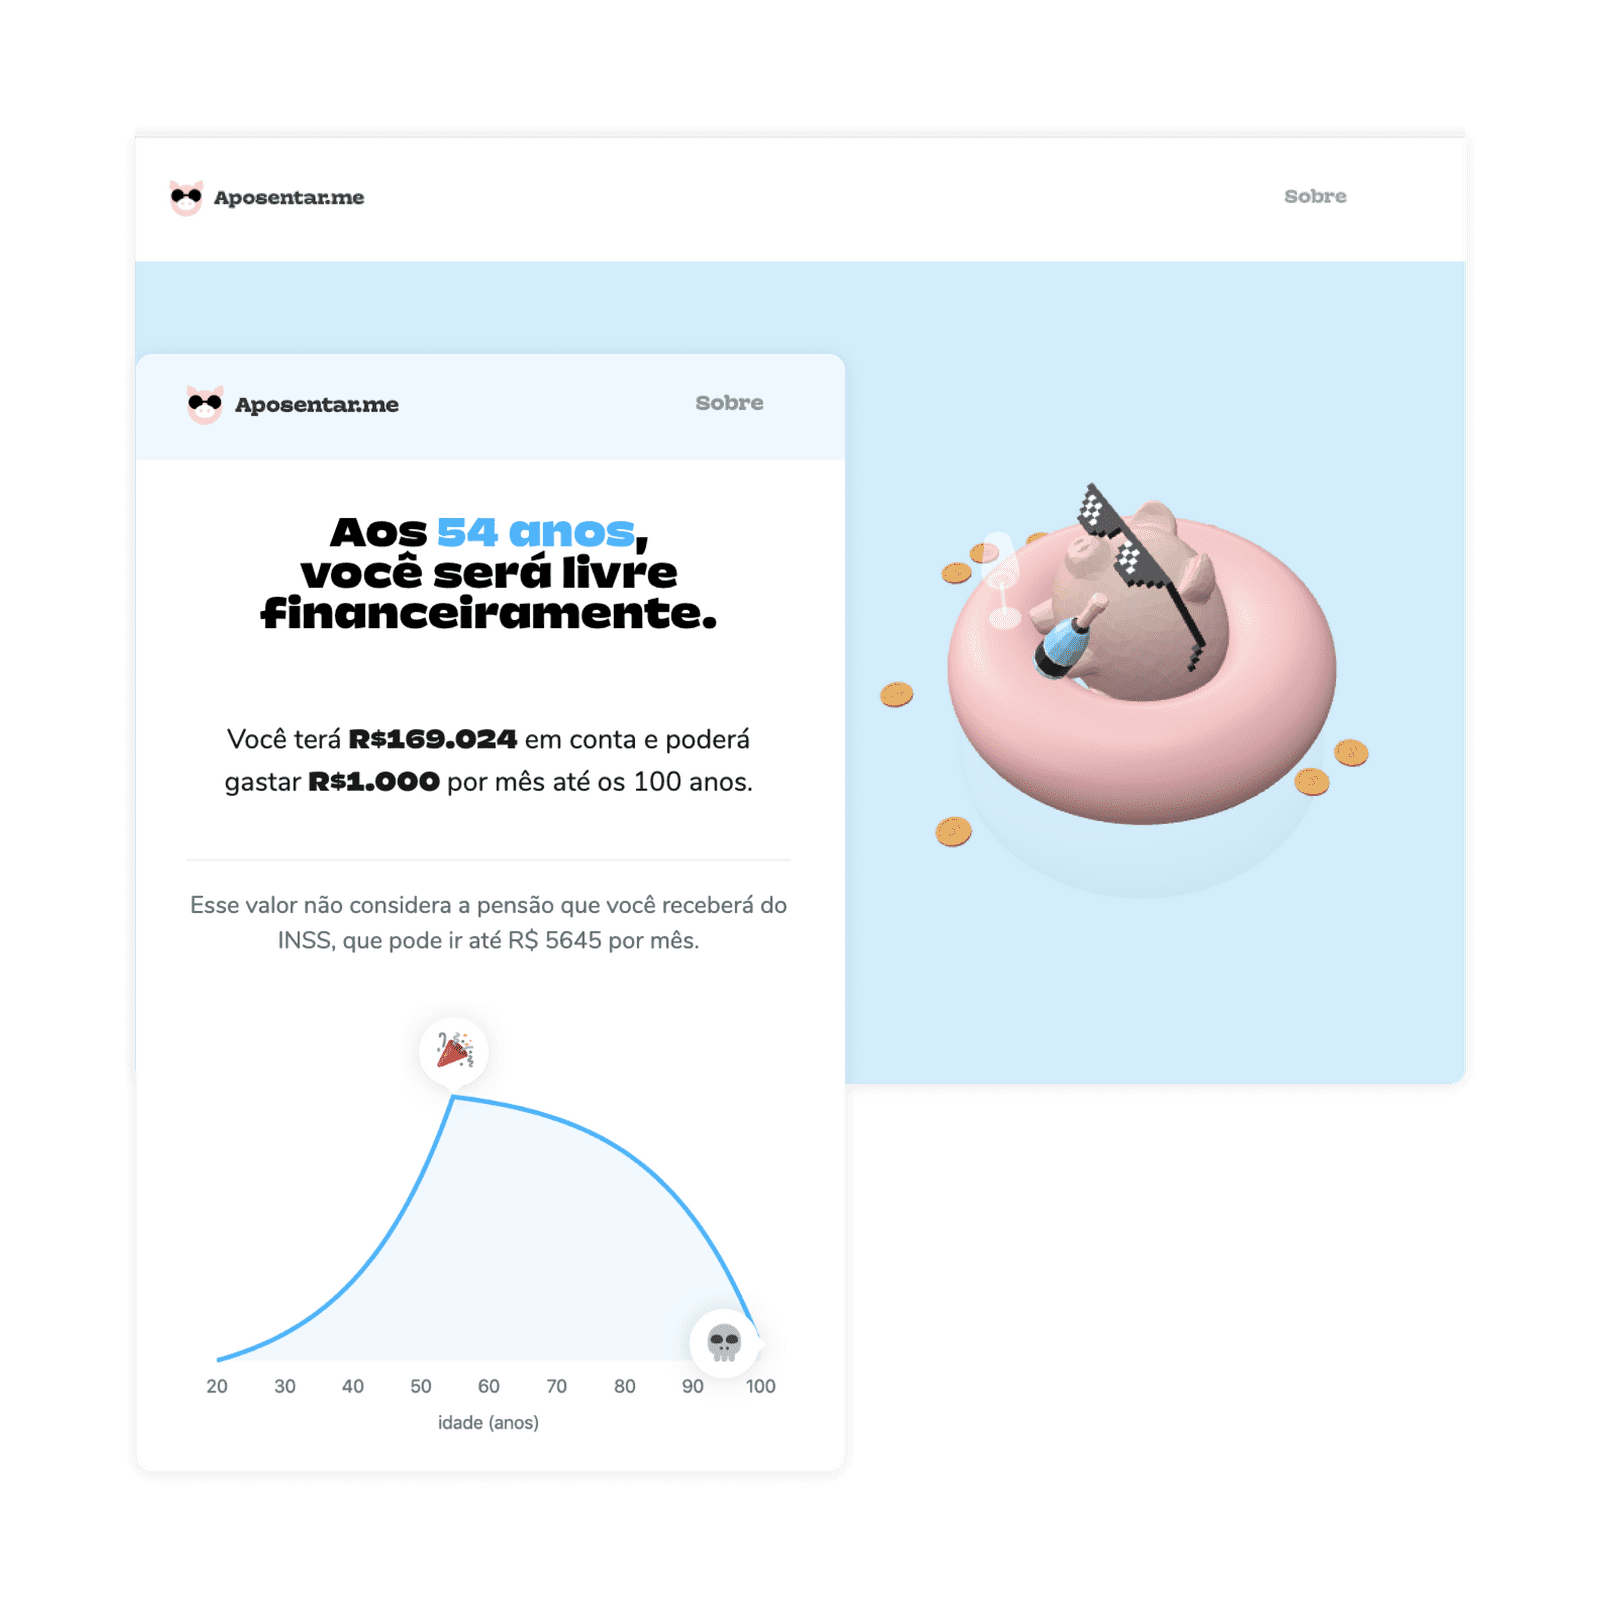 Aposentar.me
Sobre
Aposentar.me
Sobre
Aos 54 anos,
você será livre
financeiramente.
Você terá R$169.024 em conta e poderá
gastar R$1.000 por mês até os 100 anos.
Esse valor não considera a pensão que você receberá do
INSS, que pode ir até R$ 5645 por mês.
20 30 40 50 60 70 80 90 100
idade (anos)